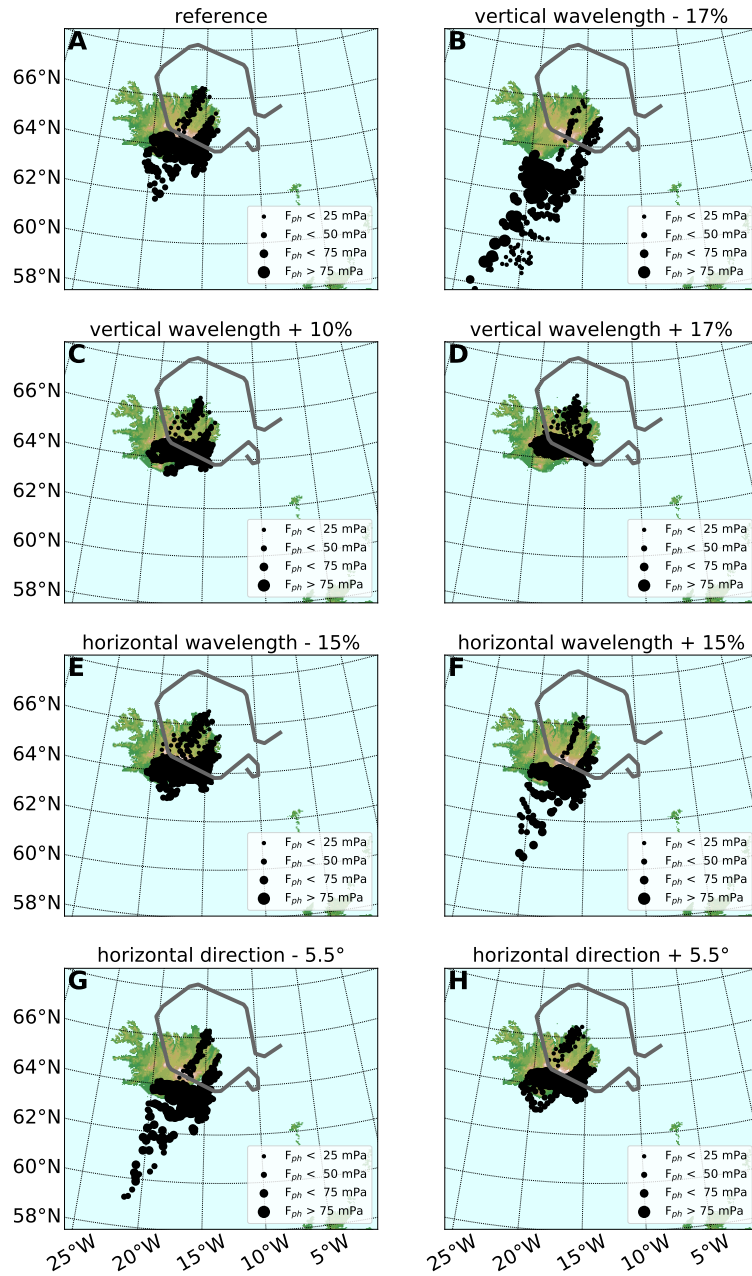 reference
vertical wavelength - 17%
A
B
66°N
64°N
62°N
60°N
58°N
F_ph < 25 mPa
F_ph < 50 mPa
F_ph < 75 mPa
F_ph > 75 mPa
F_ph < 25 mPa
F_ph < 50 mPa
F_ph < 75 mPa
F_ph > 75 mPa
vertical wavelength + 10%
vertical wavelength + 17%
C
D
66°N
64°N
62°N
60°N
58°N
F_ph < 25 mPa
F_ph < 50 mPa
F_ph < 75 mPa
F_ph > 75 mPa
F_ph < 25 mPa
F_ph < 50 mPa
F_ph < 75 mPa
F_ph > 75 mPa
horizontal wavelength - 15%
horizontal wavelength + 15%
E
F
66°N
64°N
62°N
60°N
58°N
F_ph < 25 mPa
F_ph < 50 mPa
F_ph < 75 mPa
F_ph > 75 mPa
F_ph < 25 mPa
F_ph < 50 mPa
F_ph < 75 mPa
F_ph > 75 mPa
horizontal direction - 5.5°
horizontal direction + 5.5°
G
H
66°N
64°N
62°N
60°N
58°N
F_ph < 25 mPa
F_ph < 50 mPa
F_ph < 75 mPa
F_ph > 75 mPa
F_ph < 25 mPa
F_ph < 50 mPa
F_ph < 75 mPa
F_ph > 75 mPa
25°W 20°W 15°W 10°W 5°W
25°W 20°W 15°W 10°W 5°W